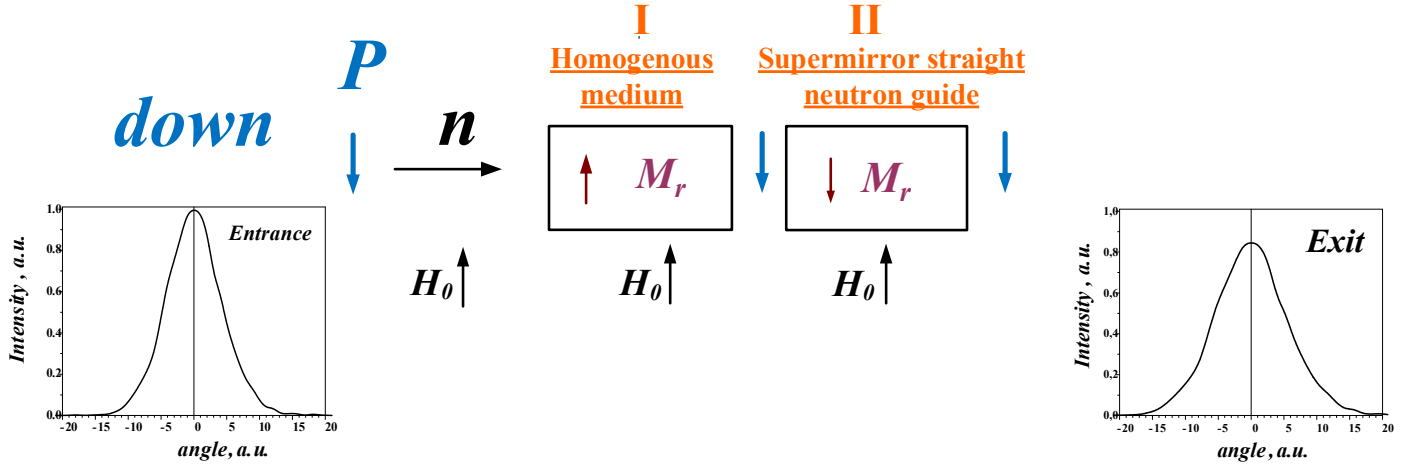 I
II
Homogenous
medium
Supermirror straight
neutron guide
P
down
n
M_r
M_r
H_0
H_0
H_0
Entrance
Intensity, a.u.
1.0
0.8
0.6
0.4
0.2
0.0
-20 -15 -10 -5 0 5 10 15 20
angle, a.u.
Exit
Intensity, a.u.
1,0
0,8
0,6
0,4
0,2
0,0
-20 -15 -10 -5 0 5 10 15 20
angle, a.u.